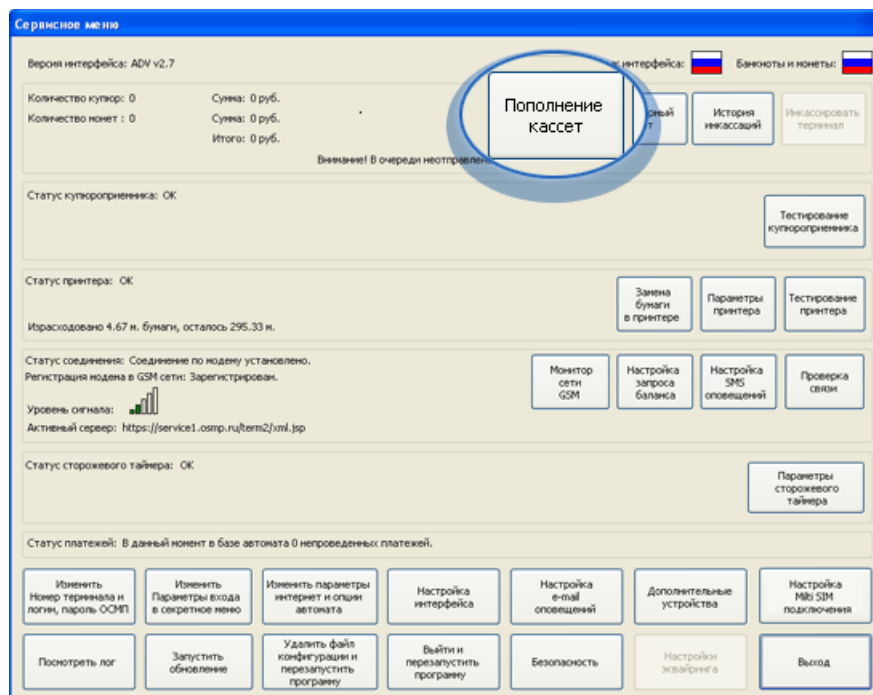 Сервисное меню
Версия интерфейса: ADV v2.7
интерфейса:
Банкноты и монеты:
Количество купюр: 0
Сумма: 0 руб.
Количество монет : 0
Сумма: 0 руб.
Итого: 0 руб.
Внимание! В очереди
Пополнение
кассет
История
инкассаций
Инкассировать
терминал
Статус купюроприемника: OK
Тестирование
купюроприемника
Статус принтера: OK
Израсходовано 4.67 м. бумаги, осталось 295.33 м.
Замена
бумаги
в принтере
Параметры
принтера
Тестирование
принтера
Статус соединения: Соединение по модему установлено.
Регистрация модема в GSM сети: Зарегистрирован.
Уровень сигнала:
Активный сервер: https://service1.osmp.ru/term2/xml.jsp
Монитор
сети
GSM
Настройка
запроса
баланса
Настройка
SMS
оповещений
Проверка
связи
Статус сторожевого таймера: OK
Параметры
сторожевого
таймера
Статус платежей: В данный момент в базе автомата 0 непроведенных платежей.
Изменить
Номер терминала и
логин, пароль ОСМП
Изменить
Параметры входа
в секретное меню
Изменить параметры
интернет и опции
автомата
Настройка
интерфейса
Настройка
e-mail
оповещений
Дополнительные
устройства
Настройка
Milti SIM
подключения
Посмотреть лог
Запустить
обновление
Удалить файл
конфигурации и
перезапустить
программу
Выйти и
перезапустить
программу
Безопасность
Настройки
эквайринга
Выход